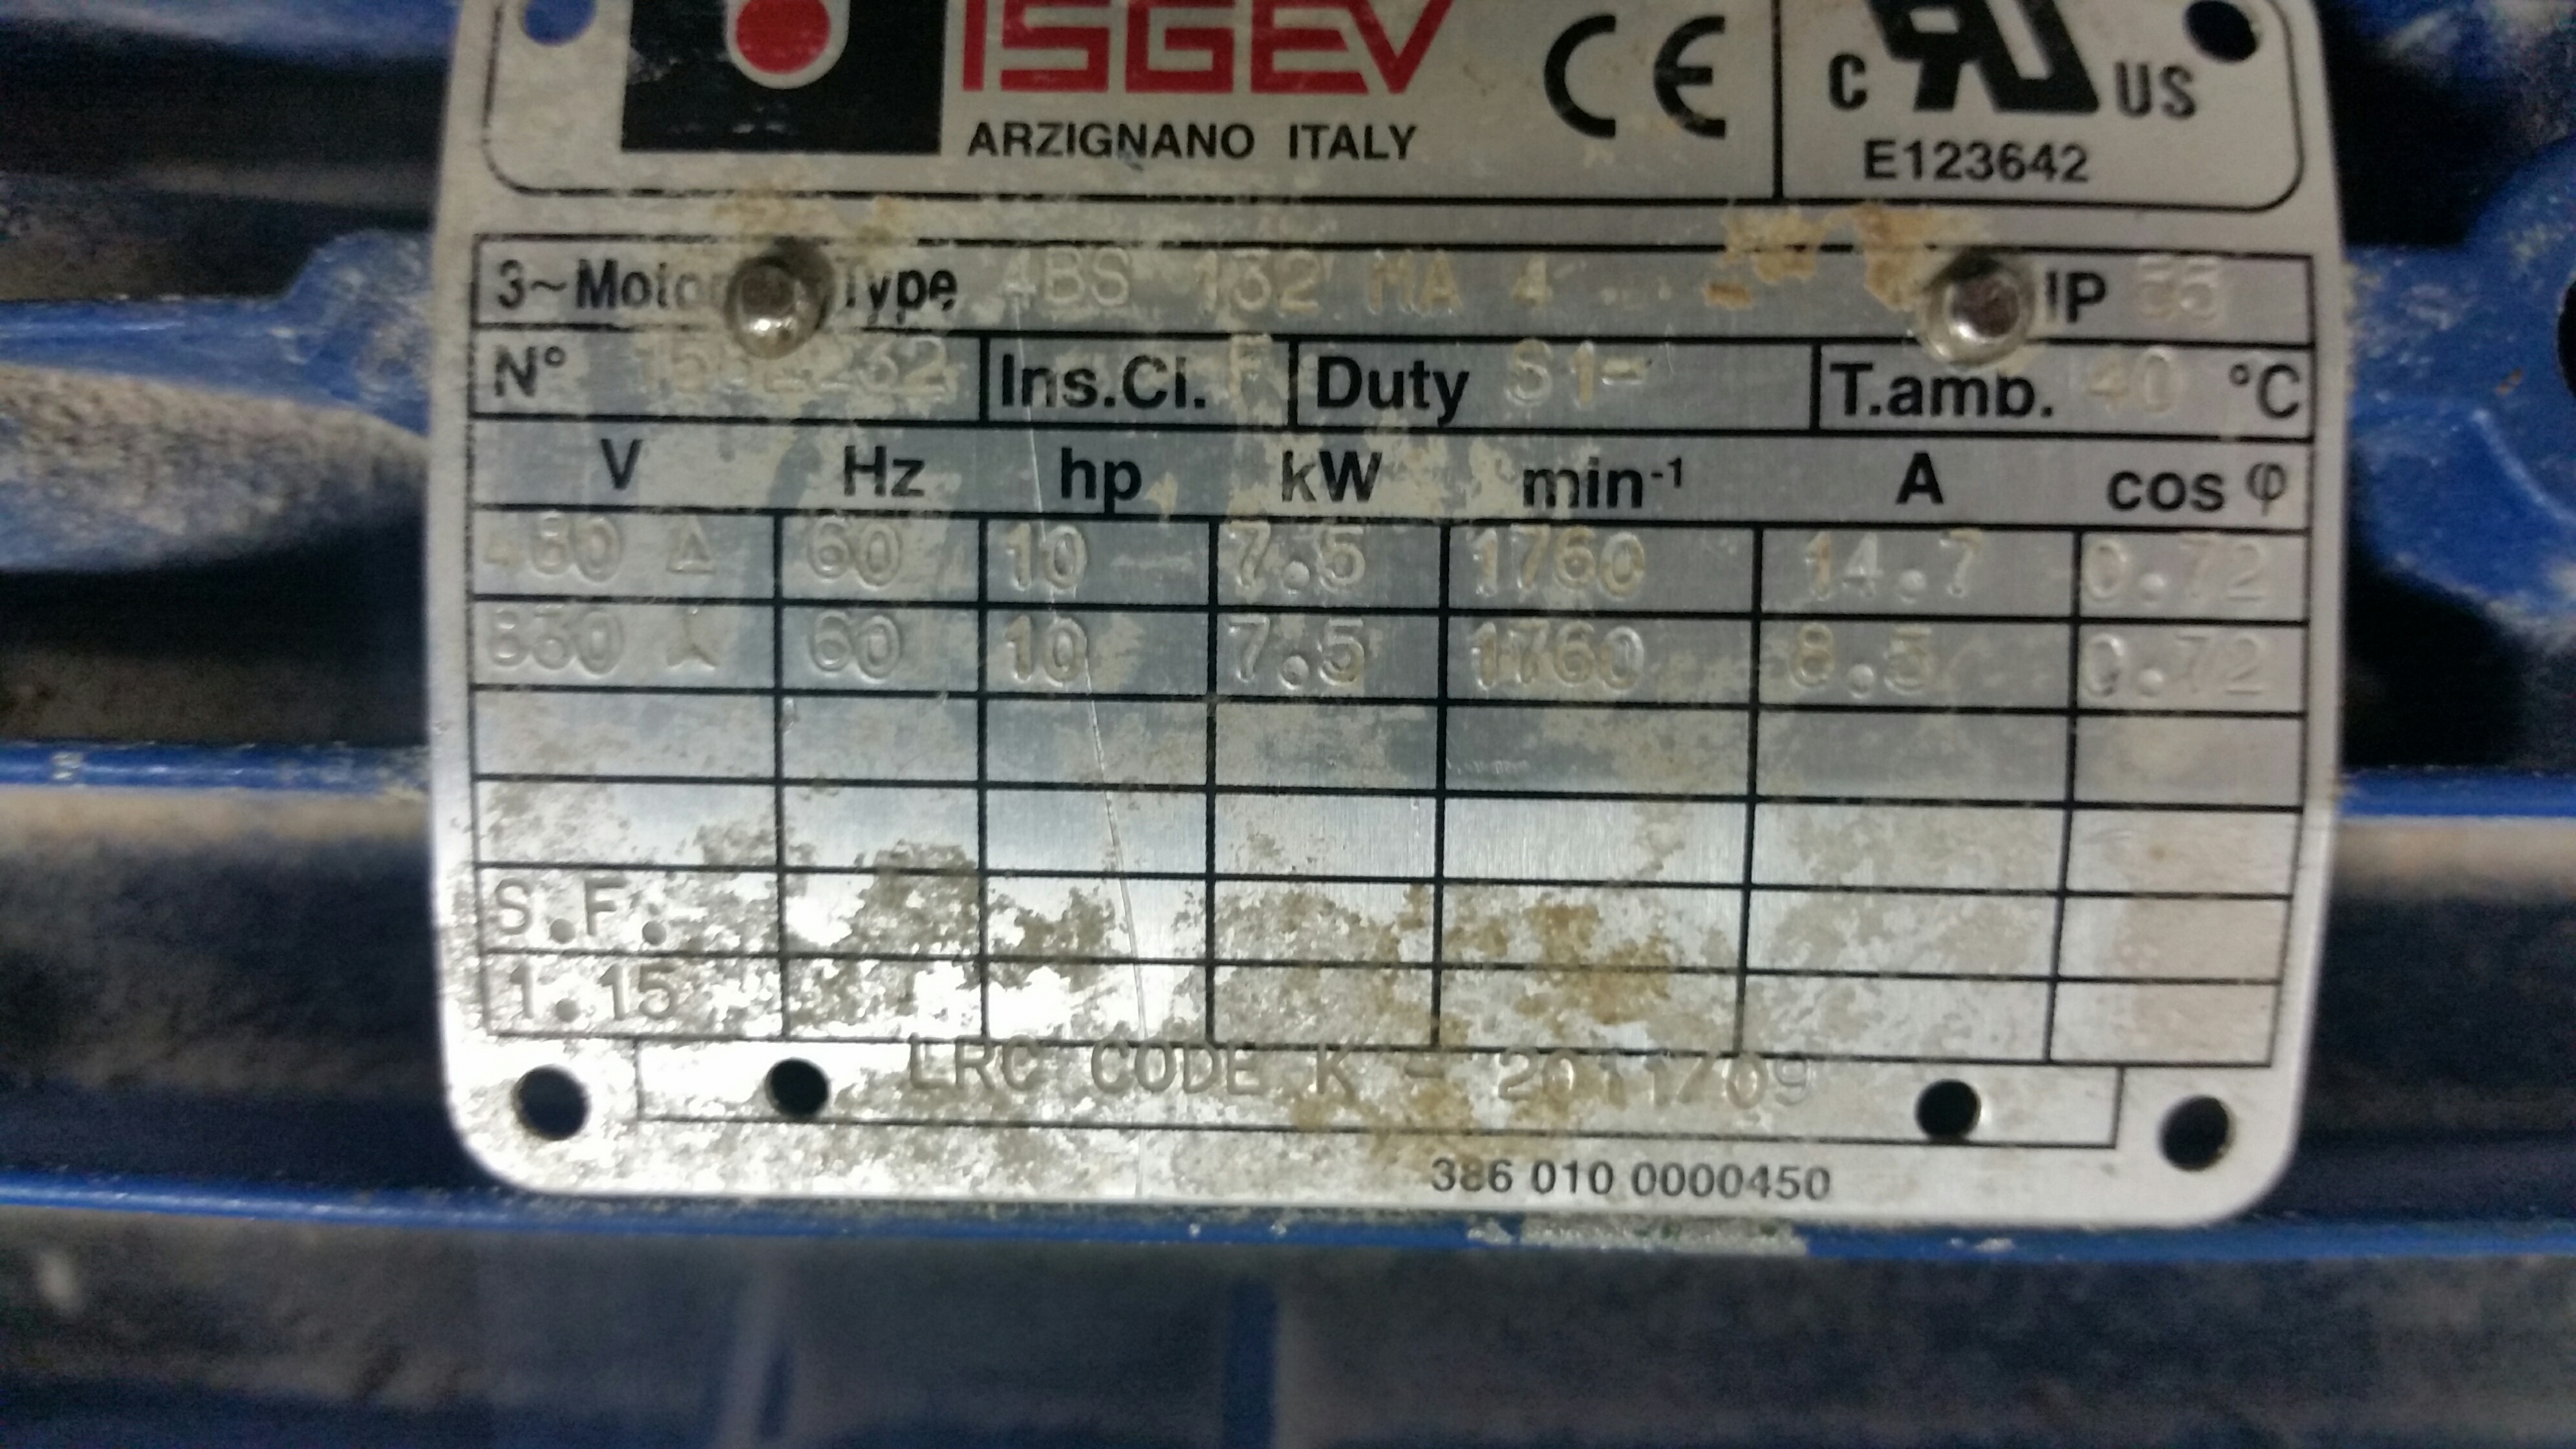 ISGEV
ARZIGNANO ITALY
CE
C US
E123642
3~Motor Type 4BS 132 MA 4 IP 55
N° Ins.Cl. F Duty S1- T.amb. 40 °C
V Hz hp kW min-1 A cos φ
460 Δ 60 10 7.5 1760 14.7 0.72
60 10 7.5 1760 8.5 0.72
S.F.
1.15
LRC CODE K - 2011/09
386 010 0000450